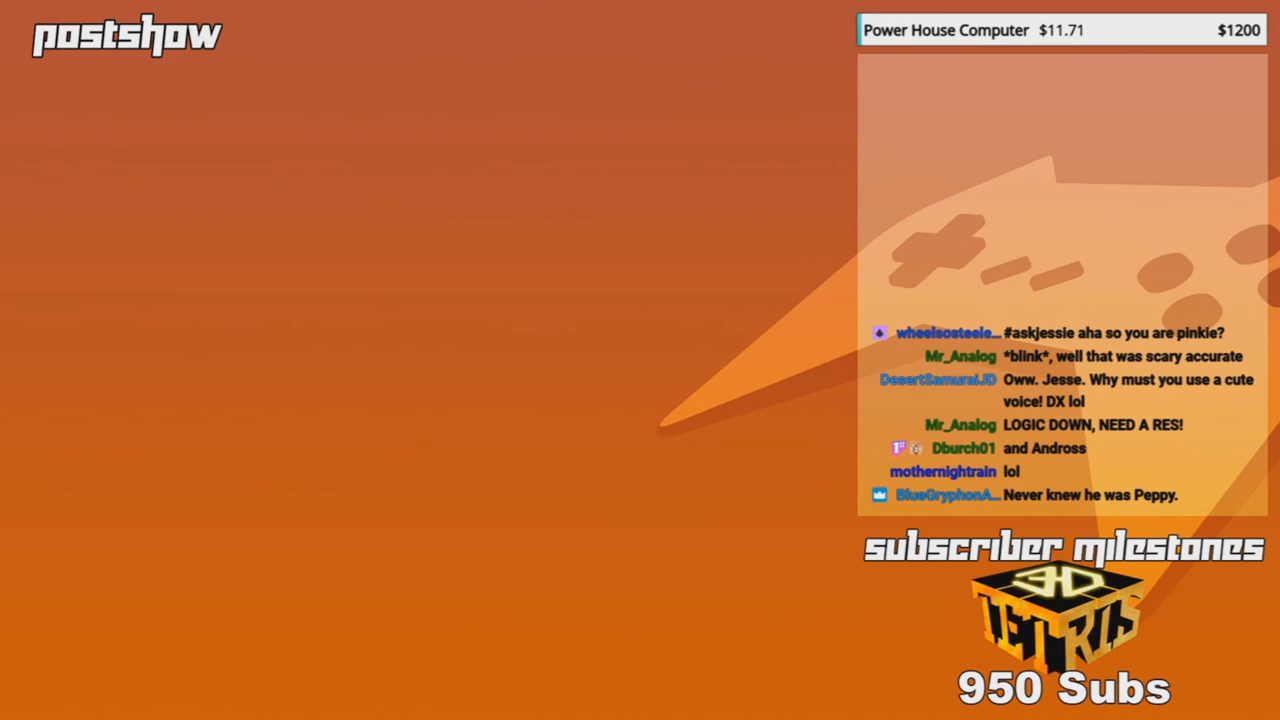 postshow
Power House Computer $11.71 $1200
wheelsosteele... #askjessie aha so you are pinkie?
Mr_Analog *blink*, well that was scary accurate
DesertSamuraiJD Oww. Jesse. Why must you use a cute
voice! DX lol
Mr_Analog LOGIC DOWN, NEED A RES!
Dburch01 and Andross
mothernightrain lol
BlueGryphonA... Never knew he was Peppy.
subscriber milestones
3D
TETRIS
950 Subs